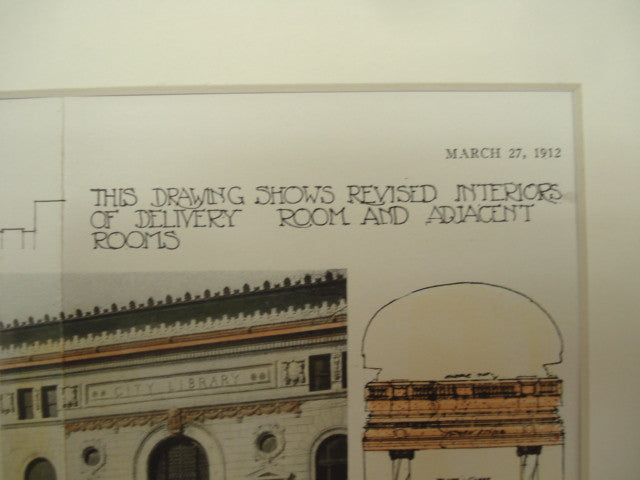 MARCH 27, 1912
THIS DRAWING SHOWS REVISED INTERIORS
OF DELIVERY ROOM AND ADJACENT
ROOMS
CITY LIBRARY